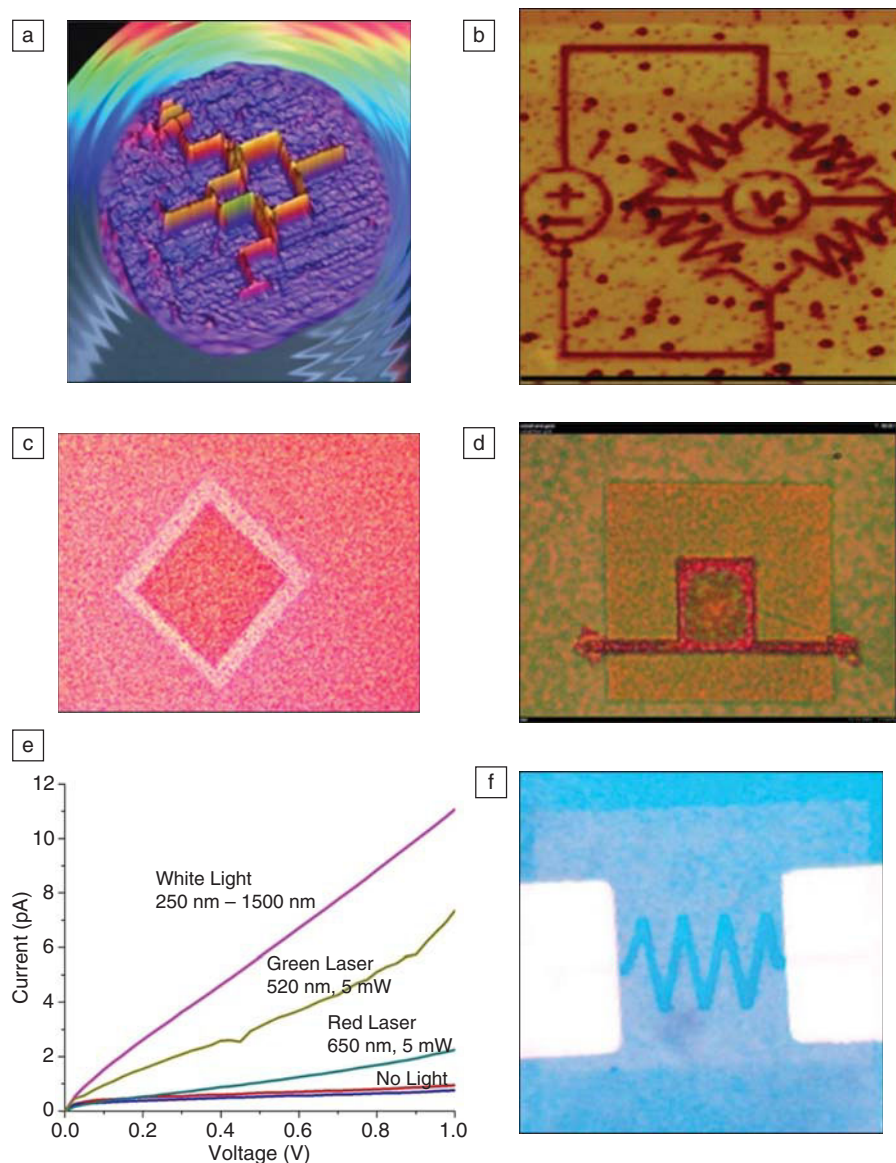 a
b
+
−
V
c
d
e
12
10
8
6
4
2
0
Current (pA)
White Light
250 nm – 1500 nm
Green Laser
520 nm, 5 mW
Red Laser
650 nm, 5 mW
No Light
0.0 0.2 0.4 0.6 0.8 1.0
Voltage (V)
f